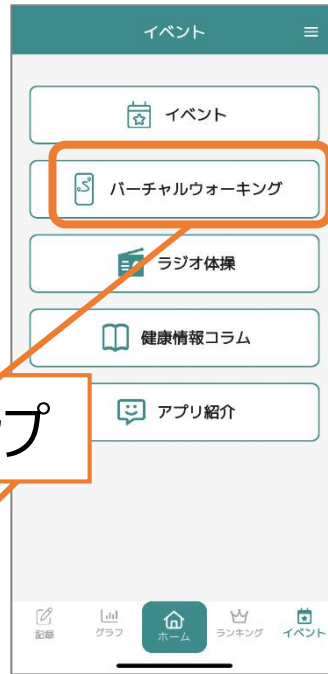 イベント
イベント
バーチャルウォーキング
ラジオ体操
健康情報コラム
アプリ紹介
プ
記録
グラフ
ホーム
ランキング
イベント